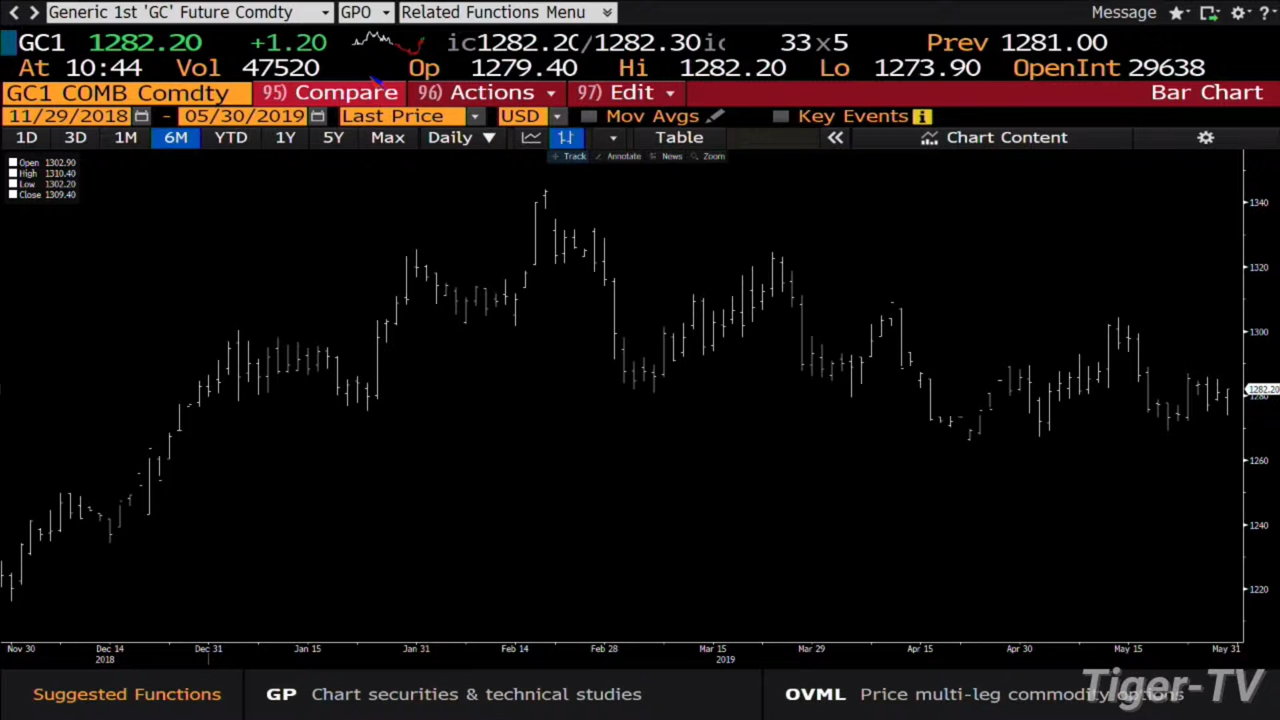 Generic 1st 'GC' Future Comdty GPO Related Functions Menu Message ?
GC1 1282.20 +1.20 ic1282.20/1282.30ic 33x5 Prev 1281.00
At 10:44 Vol 47520 Op 1279.40 Hi 1282.20 Lo 1273.90 OpenInt 29638
GC1 COMB Comdty 95) Compare 96) Actions 97) Edit Bar Chart
11/29/2018 - 05/30/2019 Last Price USD Mov Avgs Key Events
1D 3D 1M 6M YTD 1Y 5Y Max Daily Table Chart Content
Track Annotate News Zoom
Open 1302.90
High 1310.40
Low 1302.20
Close 1309.40
1340
1320
1300
1282.20
1280
1260
1240
1220
Nov 30 Dec 14 Dec 31 Jan 15 Jan 31 Feb 14 Feb 28 Mar 15 Mar 29 Apr 15 Apr 30 May 15 May 31
2018 2019
Suggested Functions GP Chart securities & technical studies OVML Price multi-leg commodity options
Tiger-TV